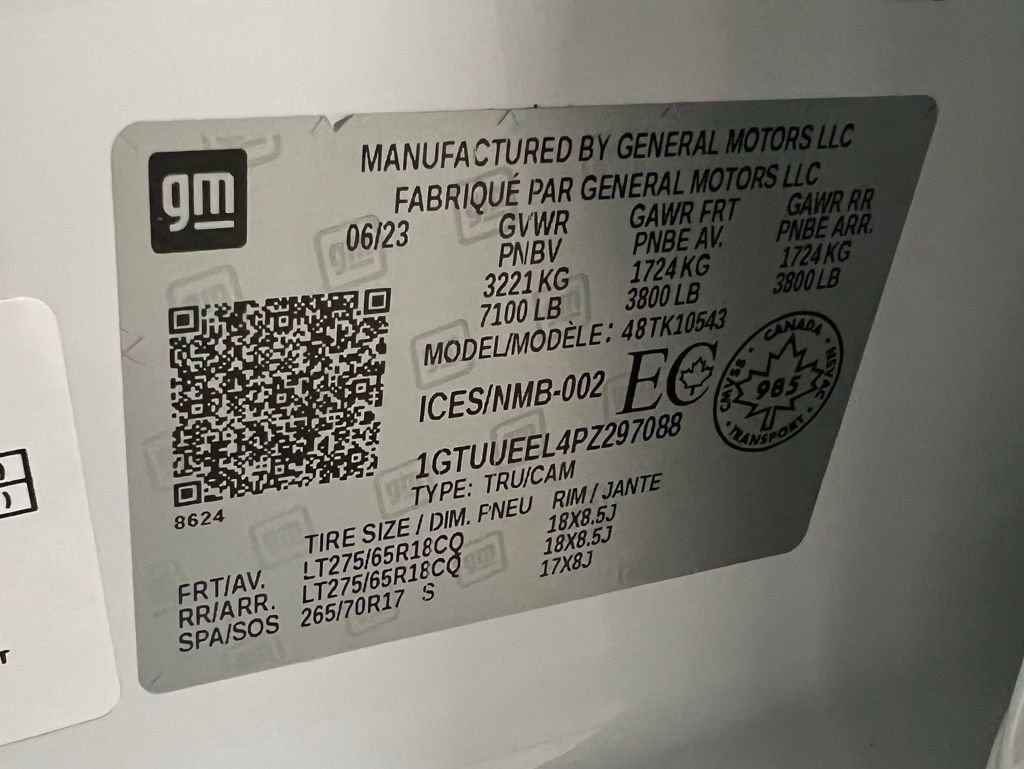 gm
MANUFACTURED BY GENERAL MOTORS LLC
FABRIQUÉ PAR GENERAL MOTORS LLC
06/23
GVWR GAWR FRT GAWR RR
PNBV PNBE AV. PNBE ARR.
3221 KG 1724 KG 1724 KG
7100 LB 3800 LB 3800 LB
MODEL/MODÈLE: 48TK10543
ICES/NMB-002 EC
CANADA
CMVSS 985 NSVAC
TRANSPORT
1GTUUEEL4PZ297088
TYPE: TRU/CAM
8624
TIRE SIZE / DIM. PNEU RIM / JANTE
FRT/AV. LT275/65R18CQ 18X8.5J
RR/ARR. LT275/65R18CQ 18X8.5J
SPA/SOS 265/70R17 S 17X8J